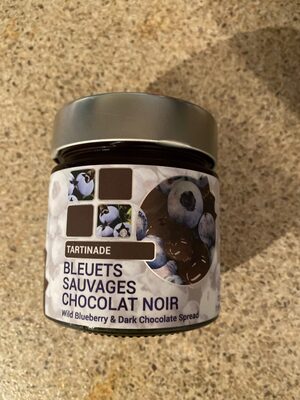 TARTINADE
BLEUETS
SAUVAGES
CHOCOLAT NOIR
Wild Blueberry & Dark Chocolate Spread